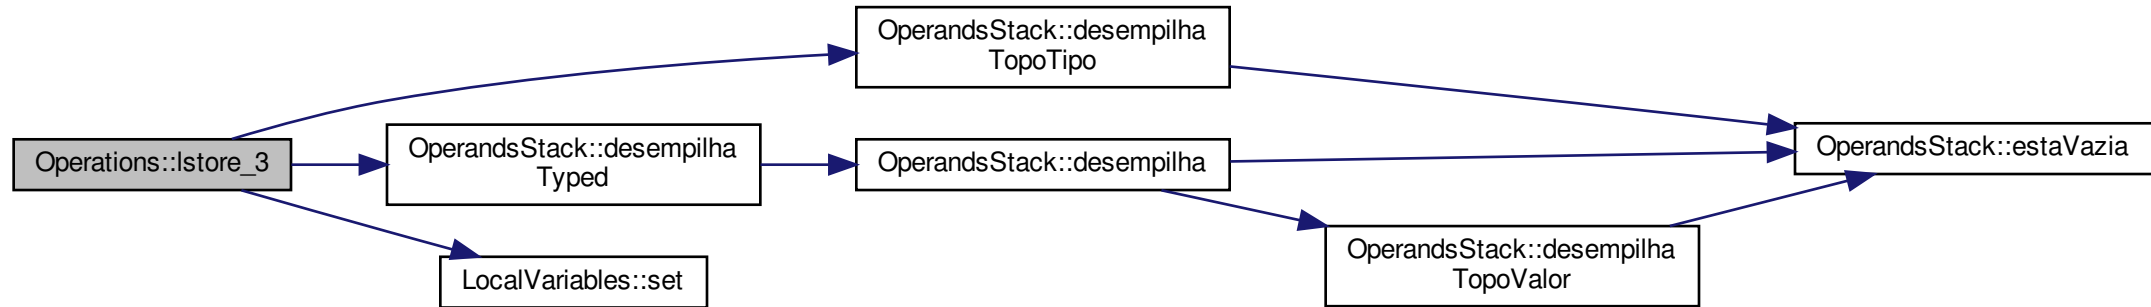 Operations::lstore_3
OperandsStack::desempilha
TopoTipo
OperandsStack::desempilha
Typed
LocalVariables::set
OperandsStack::desempilha
OperandsStack::desempilha
TopoValor
OperandsStack::estaVazia